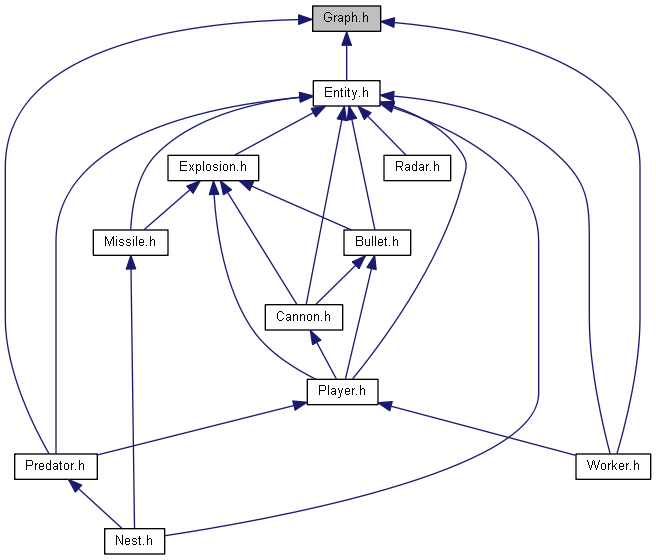 Graph.h
Entity.h
Explosion.h
Radar.h
Missile.h
Bullet.h
Cannon.h
Player.h
Predator.h
Worker.h
Nest.h